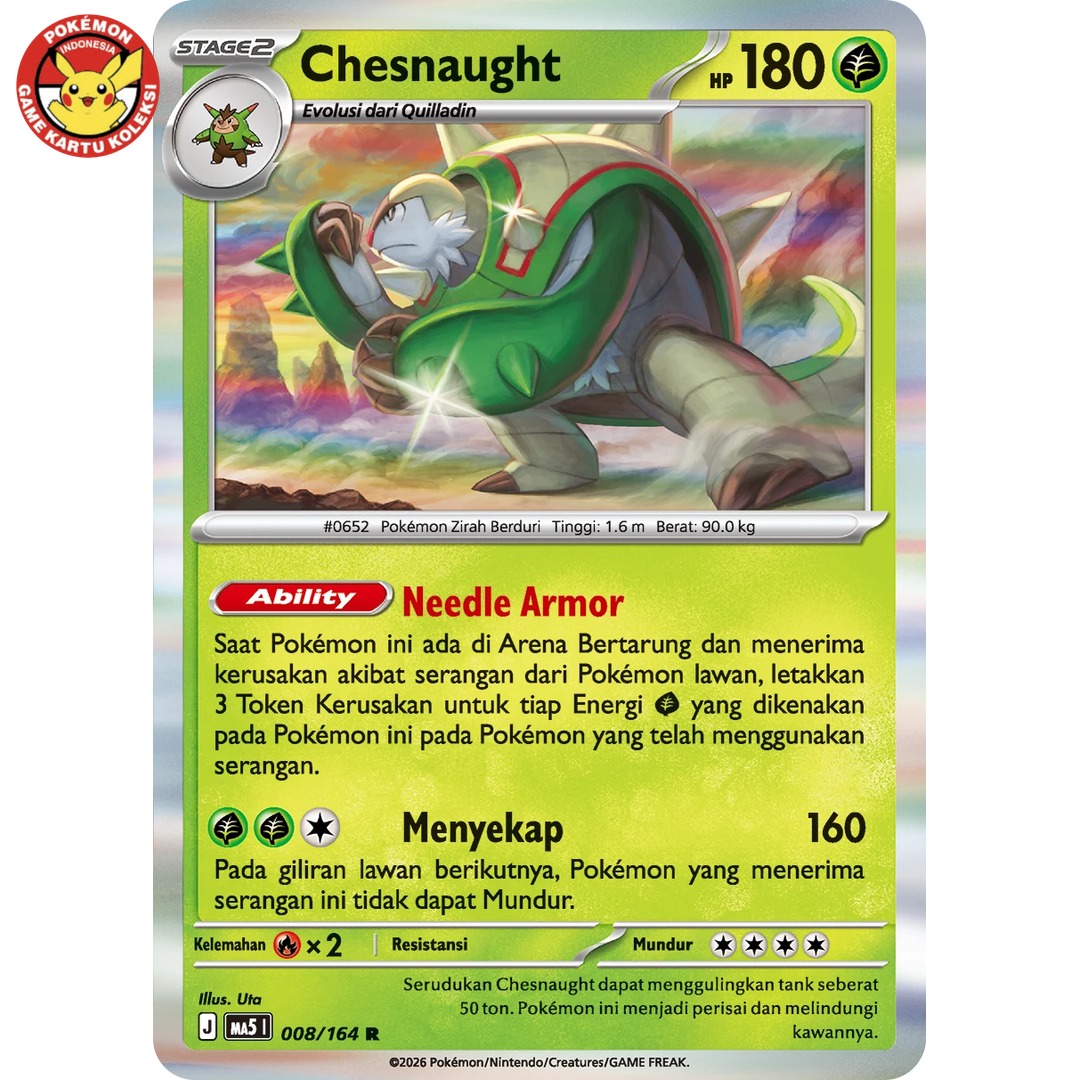 POKÉMON
INDONESIA
GAME KARTU KOLEKSI
STAGE2
Chesnaught
HP 180
Evolusi dari Quilladin
#0652 Pokémon Zirah Berduri Tinggi: 1.6 m Berat: 90.0 kg
Ability Needle Armor
Saat Pokémon ini ada di Arena Bertarung dan menerima
kerusakan akibat serangan dari Pokémon lawan, letakkan
3 Token Kerusakan untuk tiap Energi yang dikenakan
pada Pokémon ini pada Pokémon yang telah menggunakan
serangan.
Menyekap 160
Pada giliran lawan berikutnya, Pokémon yang menerima
serangan ini tidak dapat Mundur.
Kelemahan ×2 Resistansi Mundur
Serudukan Chesnaught dapat menggulingkan tank seberat
50 ton. Pokémon ini menjadi perisai dan melindungi
kawannya.
Illus. Uta
J MA5 I 008/164 R
©2026 Pokémon/Nintendo/Creatures/GAME FREAK.